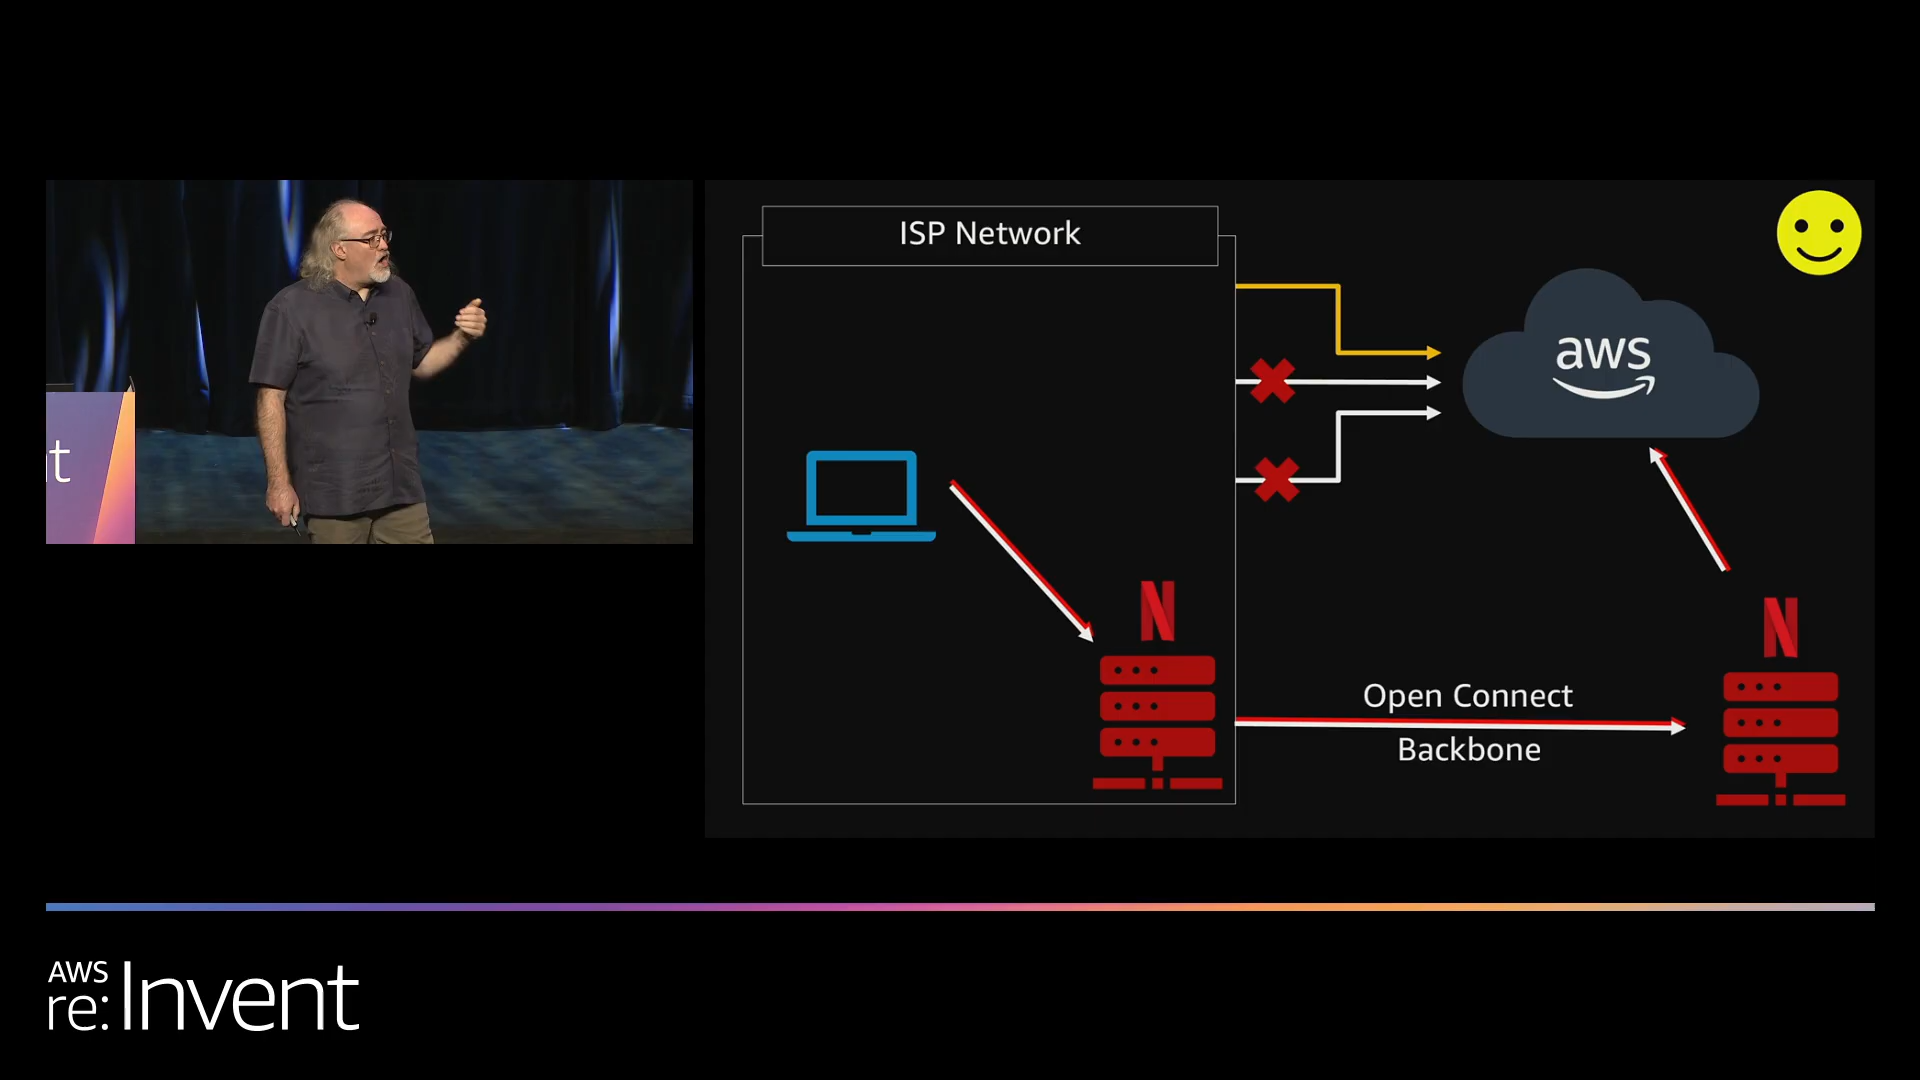 t
ISP Network
aws
N
N
Open Connect
Backbone
AWS
re:Invent